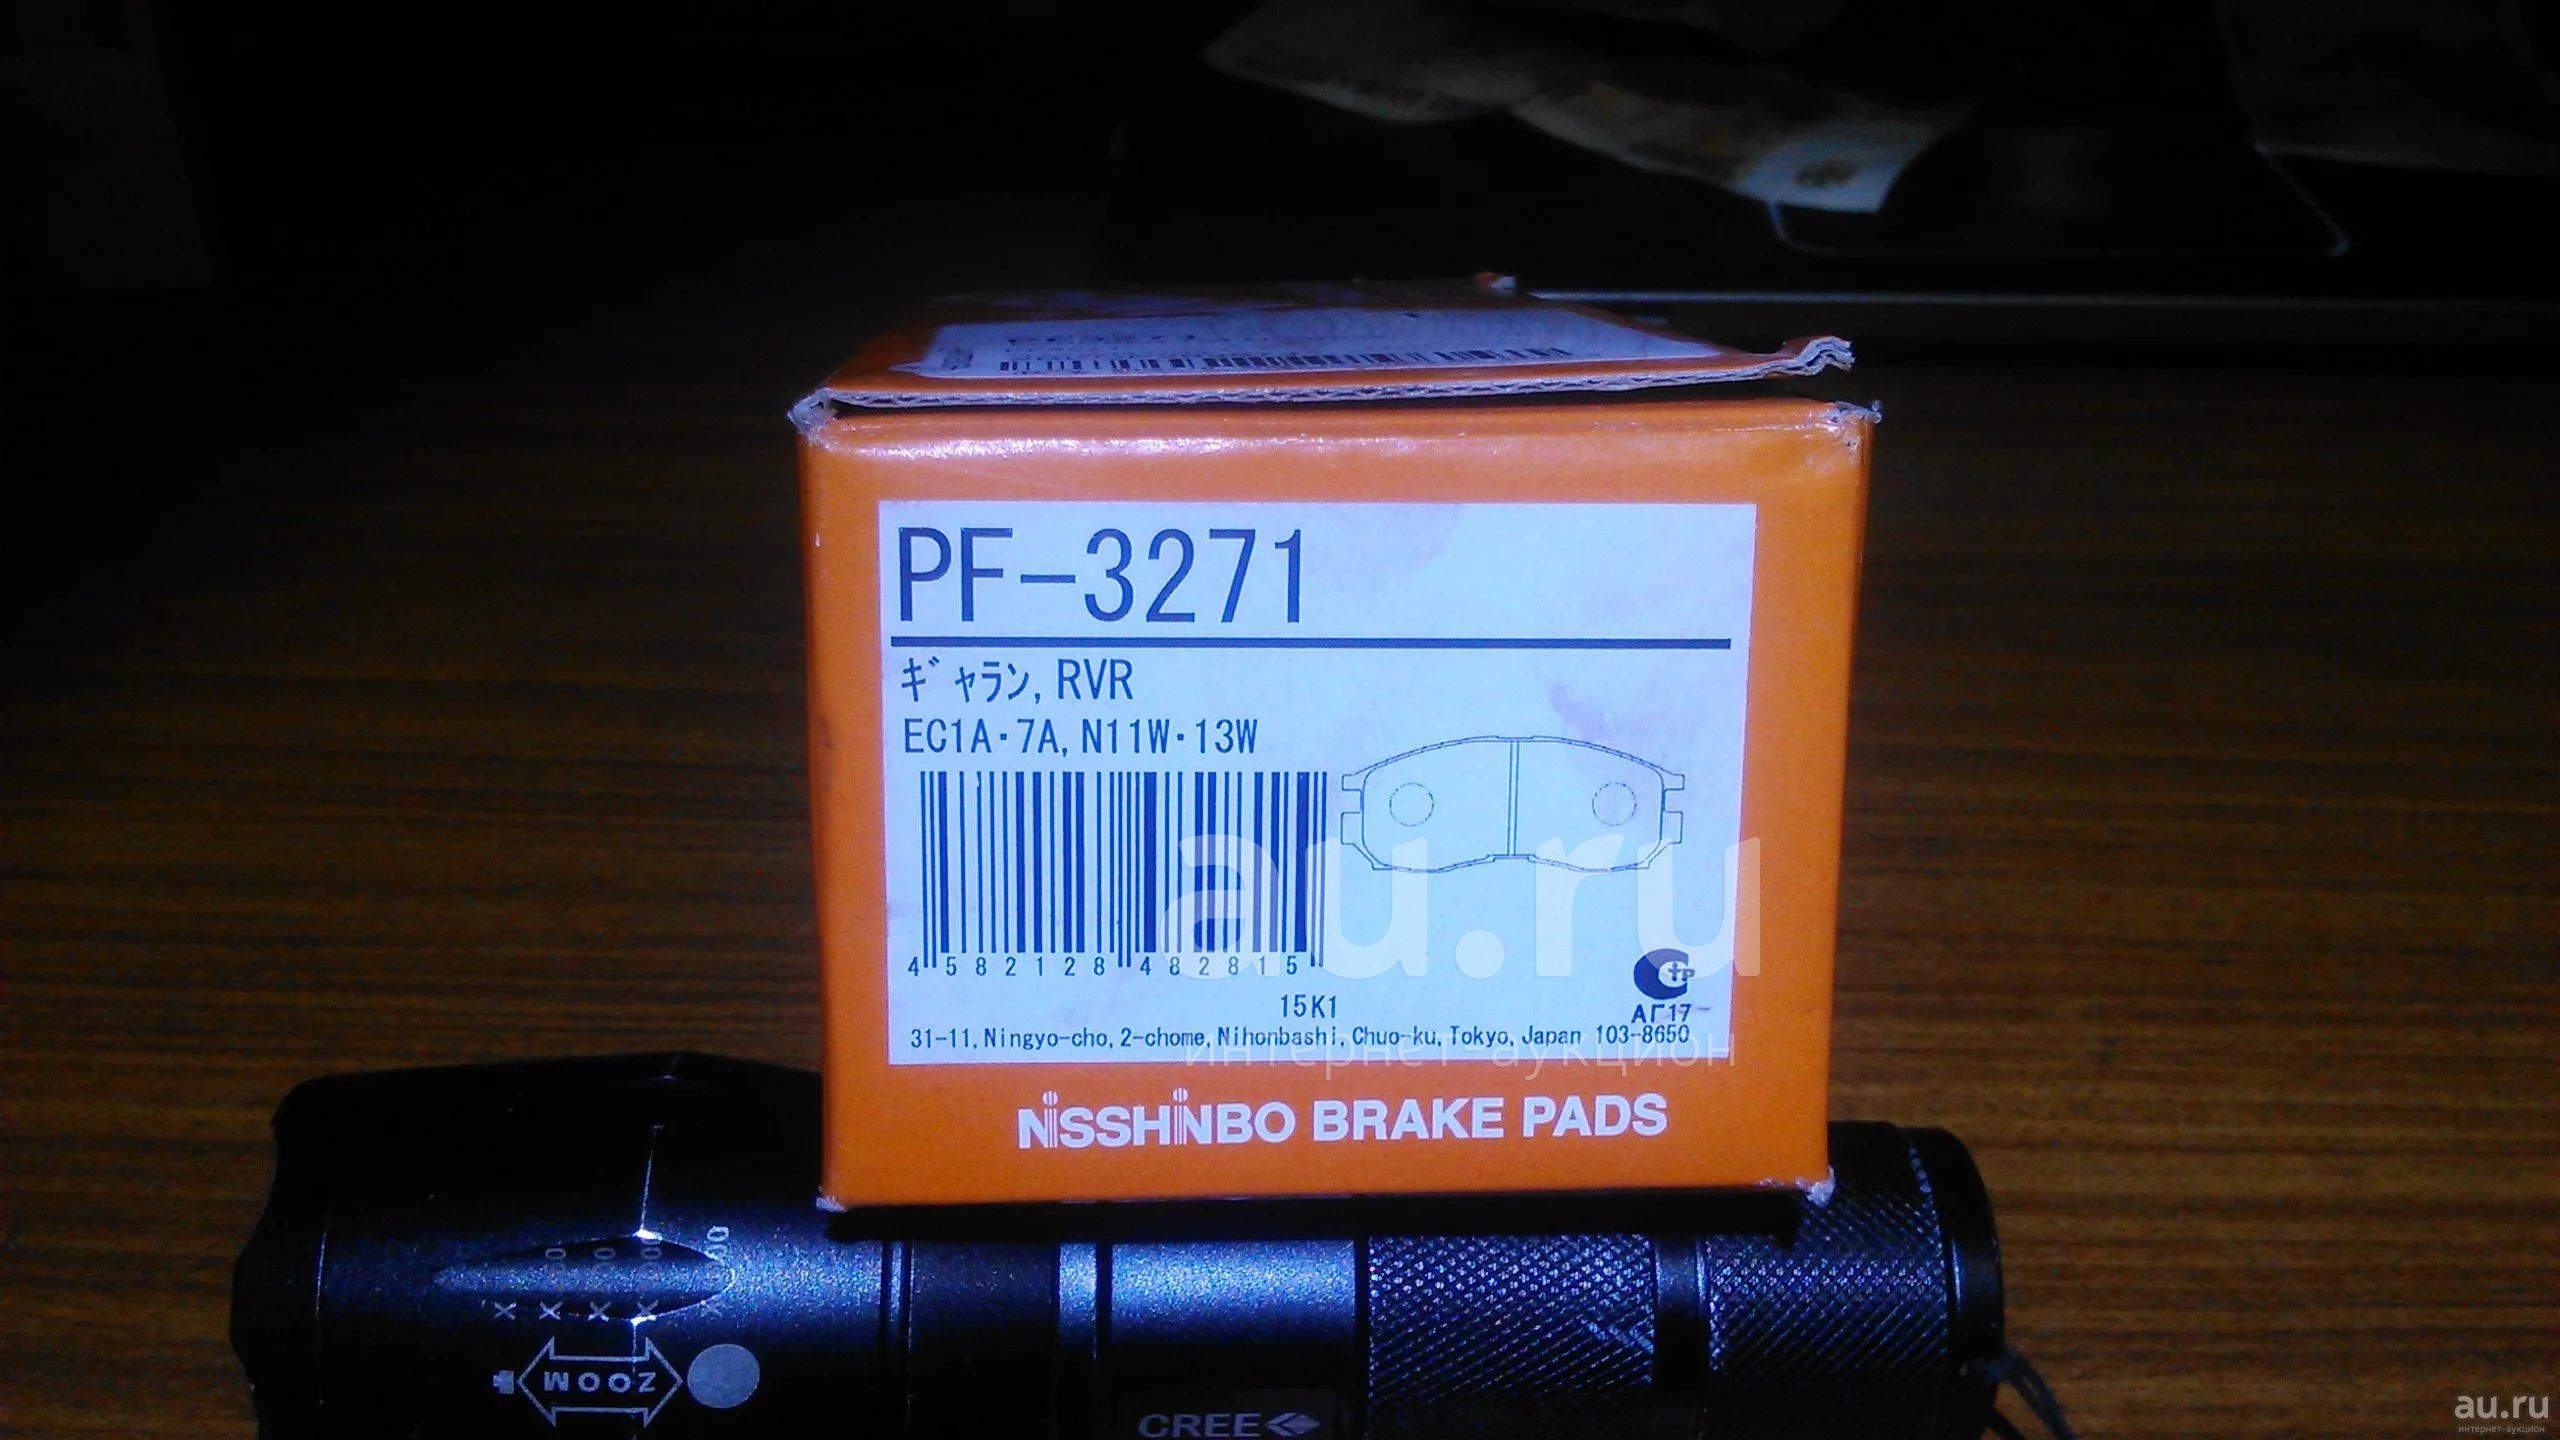 PF-3271
ギャラン, RVR
EC1A・7A, N11W・13W
4 582128 482815
15K1
АГ17
31-11, Ningyo-cho, 2-chome, Nihonbashi, Chuo-ku, Tokyo, Japan 103-8650
NISSHINBO BRAKE PADS
au.ru
интернет-аукцион
ZOOM
CREE
au.ru
интернет-аукцион